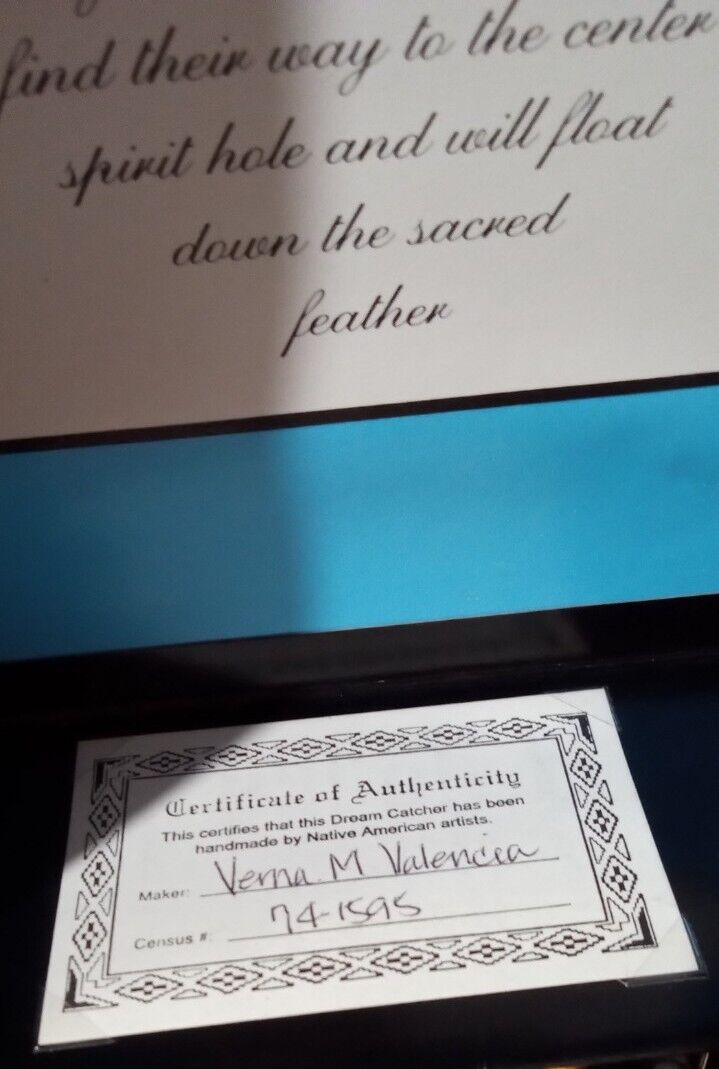 find their way to the center
spirit hole and will float
down the sacred
feather
Certificate of Authenticity
This certifies that this Dream Catcher has been
handmade by Native American artists.
Maker: Verna M Valencia
Census #: 74-1595